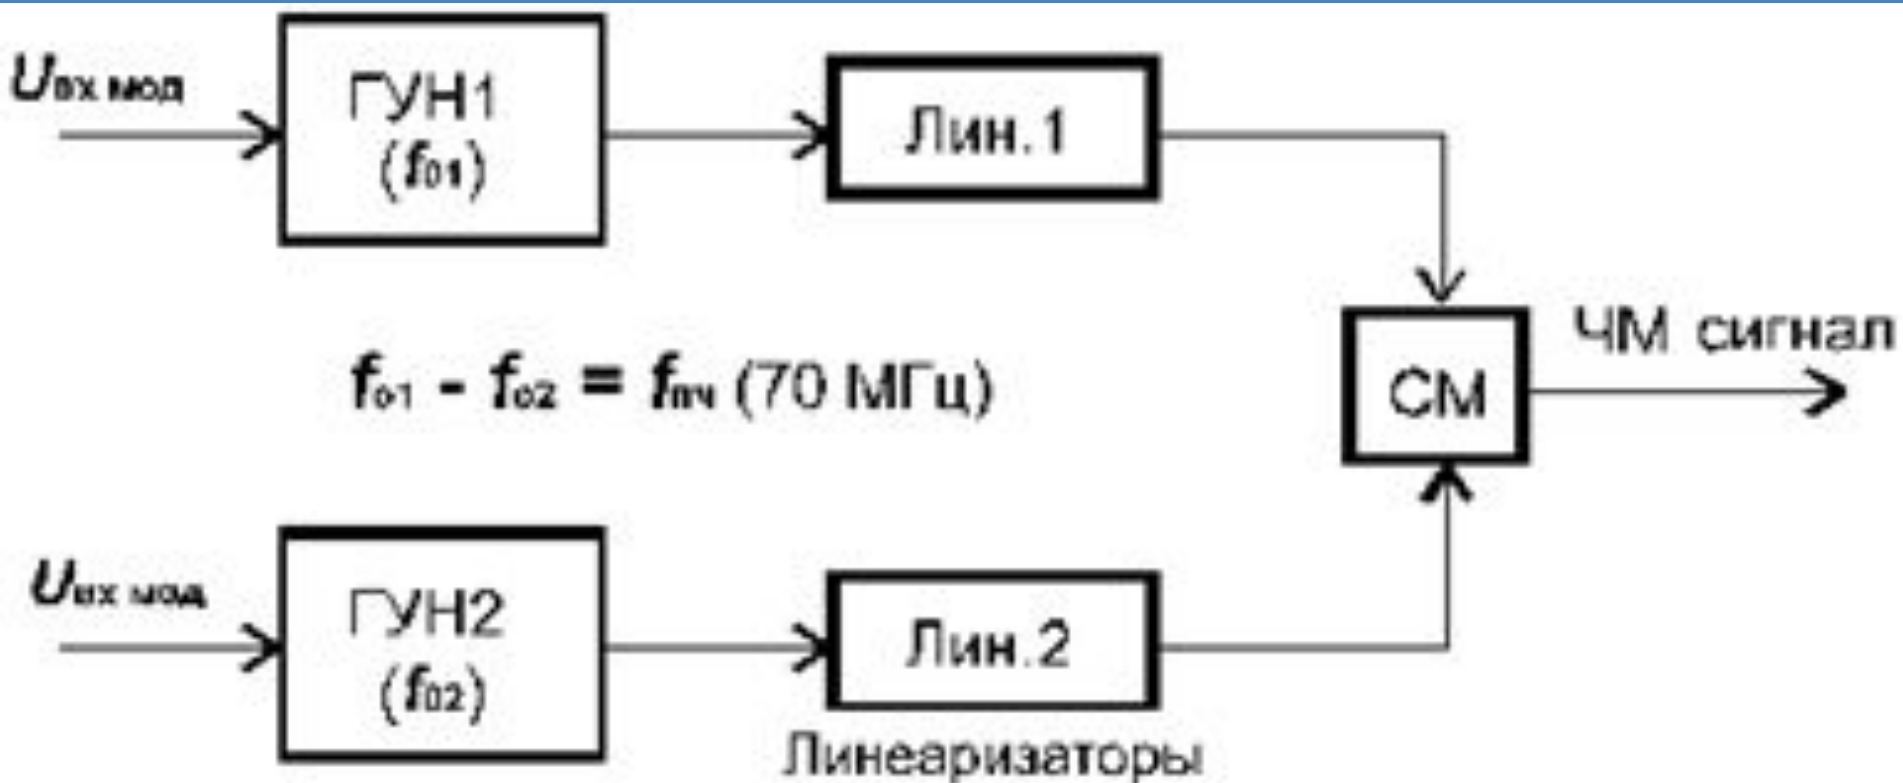 Uвх мод
ГУН1
(f01)
Лин.1
f01 - f02 = fпч (70 МГц)
СМ
ЧМ сигнал
Uвх мод
ГУН2
(f02)
Лин.2
Линеаризаторы